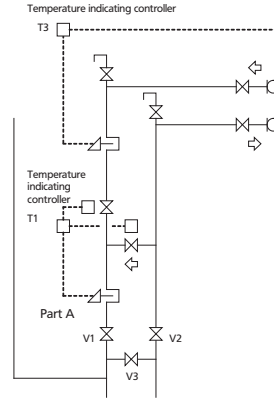 Temperature indicating controller
T3
Temperature
indicating
controller
T1
Part A
V1
V2
V3